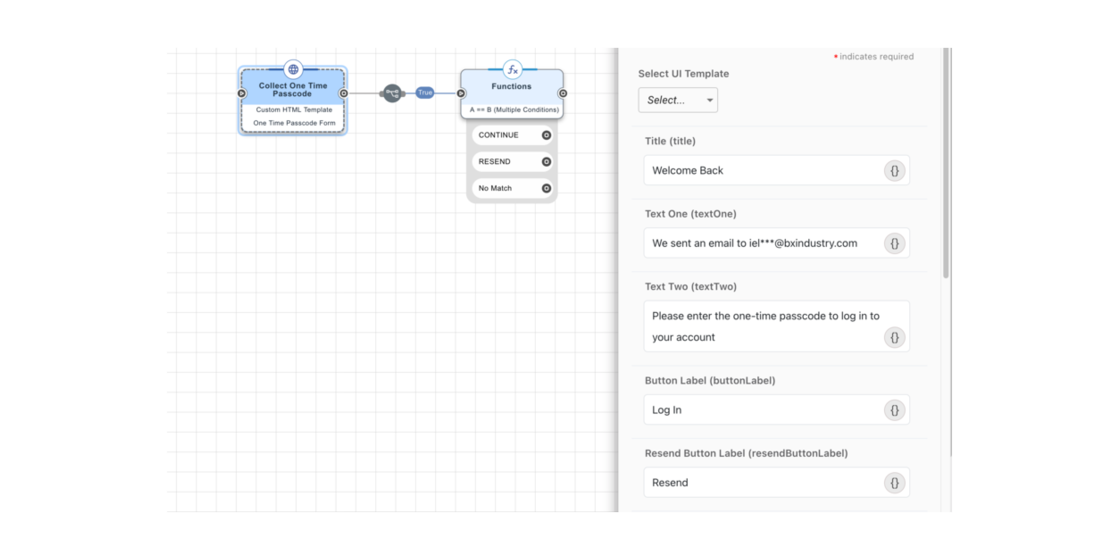 Collect One Time
Passcode
Custom HTML Template
One Time Passcode Form
True
Functions
A == B (Multiple Conditions)
CONTINUE
RESEND
No Match
* indicates required
Select UI Template
Select...
Title (title)
Welcome Back
{}
Text One (textOne)
We sent an email to iel***@bxindustry.com
{}
Text Two (textTwo)
Please enter the one-time passcode to log in to
your account
{}
Button Label (buttonLabel)
Log In
{}
Resend Button Label (resendButtonLabel)
Resend
{}